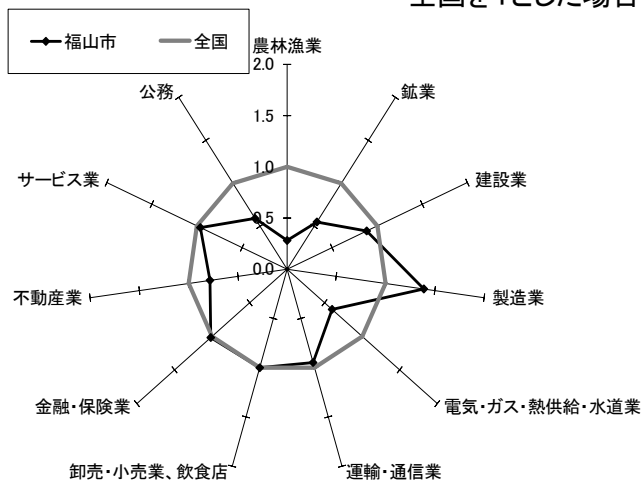 全国を1とした場合
福山市 全国
農林漁業
2.0
1.5
1.0
0.5
0.0
鉱業
建設業
製造業
電気・ガス・熱供給・水道業
運輸・通信業
卸売・小売業、飲食店
金融・保険業
不動産業
サービス業
公務